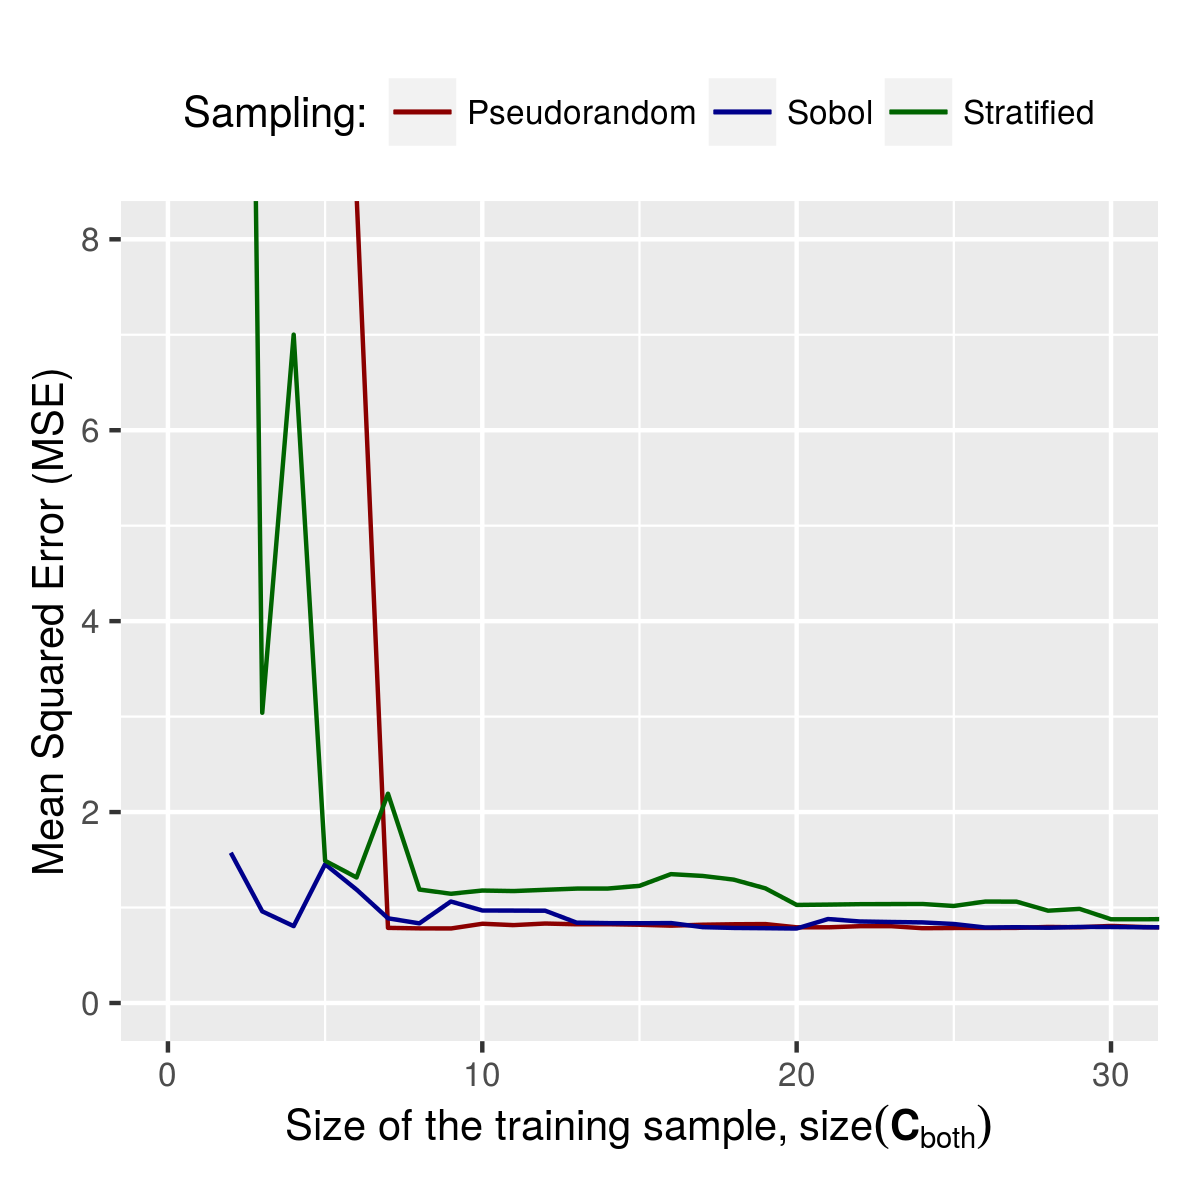 Sampling: Pseudorandom Sobol Stratified
8
6
4
2
0
Mean Squared Error (MSE)
0 10 20 30
Size of the training sample, size(C_both)